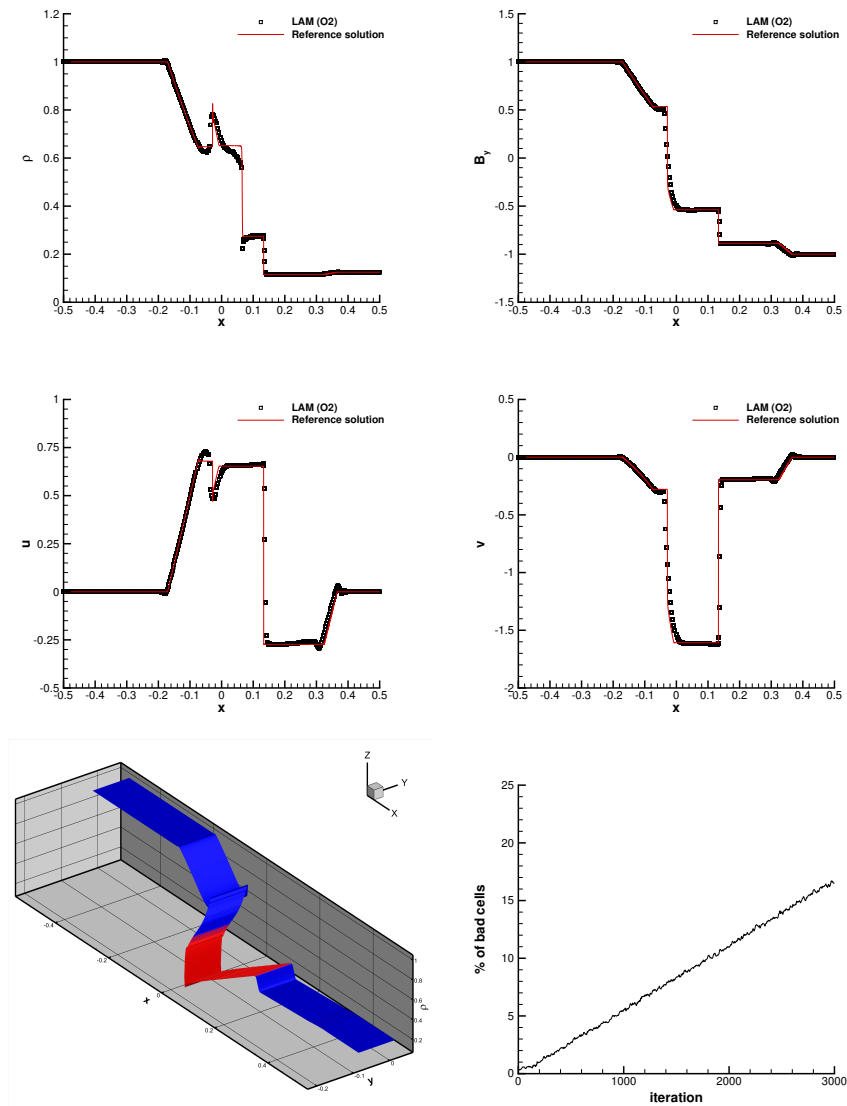 LAM (O2)
Reference solution
ρ
1.2
1
0.8
0.6
0.4
0.2
0
-0.5 -0.4 -0.3 -0.2 -0.1 0 0.1 0.2 0.3 0.4 0.5
x
LAM (O2)
Reference solution
By
1.5
1
0.5
0
-0.5
-1
-1.5
-0.5 -0.4 -0.3 -0.2 -0.1 0 0.1 0.2 0.3 0.4 0.5
x
LAM (O2)
Reference solution
u
1
0.75
0.5
0.25
0
-0.25
-0.5
-0.5 -0.4 -0.3 -0.2 -0.1 0 0.1 0.2 0.3 0.4 0.5
x
LAM (O2)
Reference solution
v
0.5
0
-0.5
-1
-1.5
-2
-0.5 -0.4 -0.3 -0.2 -0.1 0 0.1 0.2 0.3 0.4 0.5
x
Z
Y
X
-0.4
-0.2
0
0.2
0.4
x
-0.2
-0.1
0
y
1
0.8
0.6
0.4
0.2
ρ
% of bad cells
25
20
15
10
5
0
0 1000 2000 3000
iteration